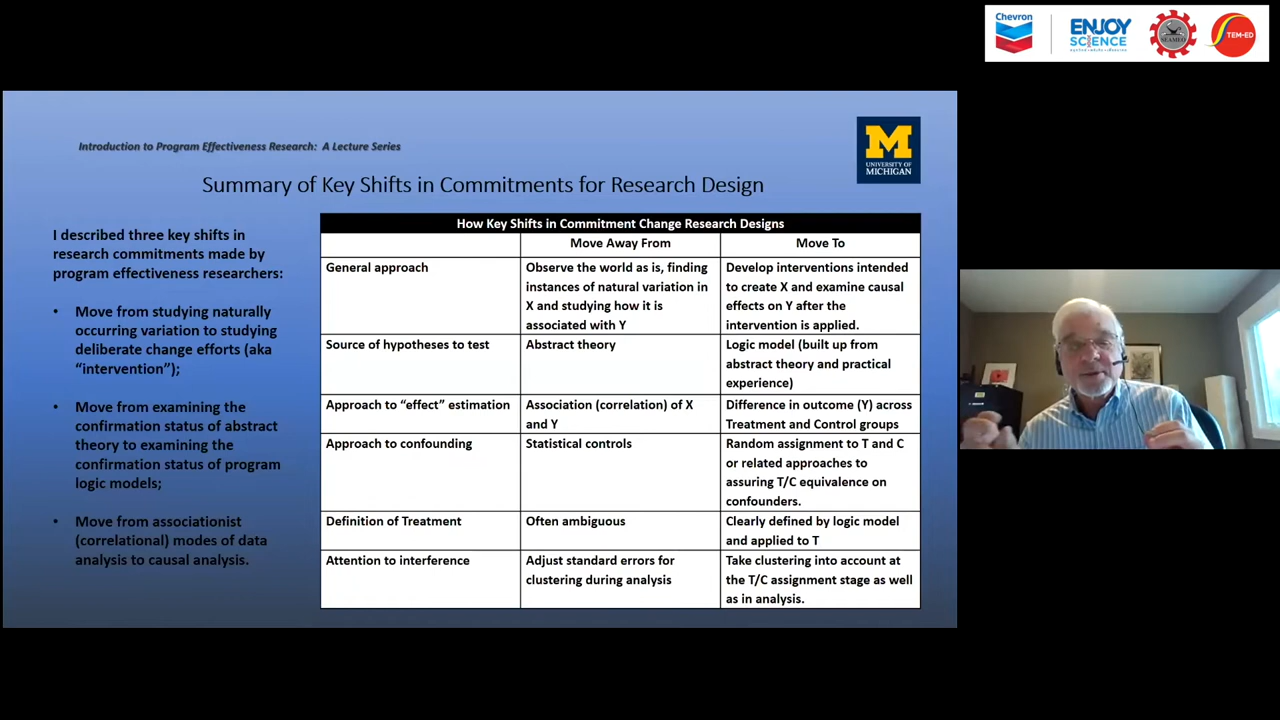 Chevron
ENJOY
SCIENCE
SEAMEO
STEM-ED
Introduction to Program Effectiveness Research: A Lecture Series
M
UNIVERSITY OF
MICHIGAN
Summary of Key Shifts in Commitments for Research Design
I described three key shifts in
research commitments made by
program effectiveness researchers:
• Move from studying naturally
occurring variation to studying
deliberate change efforts (aka
“intervention”);
• Move from examining the
confirmation status of abstract
theory to examining the
confirmation status of program
logic models;
• Move from associationist
(correlational) modes of data
analysis to causal analysis.
How Key Shifts in Commitment Change Research Designs
Move Away From
Move To
General approach
Observe the world as is, finding
instances of natural variation in
X and studying how it is
associated with Y
Develop interventions intended
to create X and examine causal
effects on Y after the
intervention is applied.
Source of hypotheses to test
Abstract theory
Logic model (built up from
abstract theory and practical
experience)
Approach to “effect” estimation
Association (correlation) of X
and Y
Difference in outcome (Y) across
Treatment and Control groups
Approach to confounding
Statistical controls
Random assignment to T and C
or related approaches to
assuring T/C equivalence on
confounders.
Definition of Treatment
Often ambiguous
Clearly defined by logic model
and applied to T
Attention to interference
Adjust standard errors for
clustering during analysis
Take clustering into account at
the T/C assignment stage as well
as in analysis.